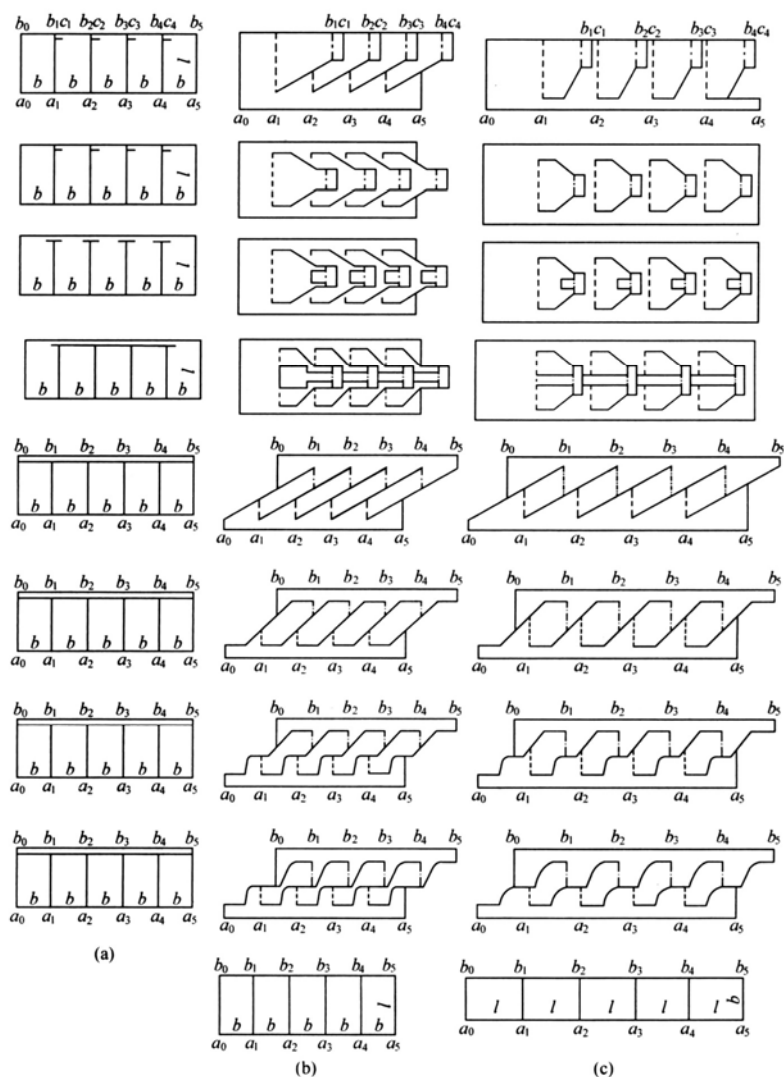 b₀ b₁c₁ b₂c₂ b₃c₃ b₄c₄ b₅ b₁c₁ b₂c₂ b₃c₃ b₄c₄ b₁c₁ b₂c₂ b₃c₃ b₄c₄
l
b b b b b
a₀ a₁ a₂ a₃ a₄ a₅ a₀ a₁ a₂ a₃ a₅ a₁ a₂ a₃ a₄ a₅
l
b b b b b
l
b b b b b
l
b b b b b
b₀ b₁ b₂ b₃ b₄ b₅ b₀ b₁ b₂ b₃ b₄ b₅ b₀ b₁ b₂ b₃ b₄ b₅
b b b b b
a₀ a₁ a₂ a₃ a₄ a₅ a₀ a₁ a₂ a₃ a₄ a₅ a₀ a₁ a₂ a₃ a₄ a₅
b₀ b₁ b₂ b₃ b₄ b₅ b₀ b₁ b₂ b₃ b₄ b₅ b₀ b₁ b₂ b₃ b₄ b₅
b b b b b
a₀ a₁ a₂ a₃ a₄ a₅ a₀ a₁ a₂ a₃ a₄ a₅ a₀ a₁ a₂ a₃ a₄ a₅
b₀ b₁ b₂ b₃ b₄ b₅ b₀ b₁ b₂ b₃ b₄ b₅ b₀ b₁ b₂ b₃ b₄ b₅
b b b b b
a₀ a₁ a₂ a₃ a₄ a₅ a₀ a₁ a₂ a₃ a₄ a₅ a₀ a₁ a₂ a₃ a₄ a₅
b₀ b₁ b₂ b₃ b₄ b₅ b₀ b₁ b₂ b₃ b₄ b₅ b₀ b₁ b₂ b₃ b₄ b₅
b b b b b
a₀ a₁ a₂ a₃ a₄ a₅ a₀ a₁ a₂ a₃ a₄ a₅ a₀ a₁ a₂ a₃ a₄ a₅
(a)
b₀ b₁ b₂ b₃ b₄ b₅ b₀ b₁ b₂ b₃ b₄ b₅
l
b b b b b l l l l l b
a₀ a₁ a₂ a₃ a₄ a₅ a₀ a₁ a₂ a₃ a₄ a₅
(b) (c)